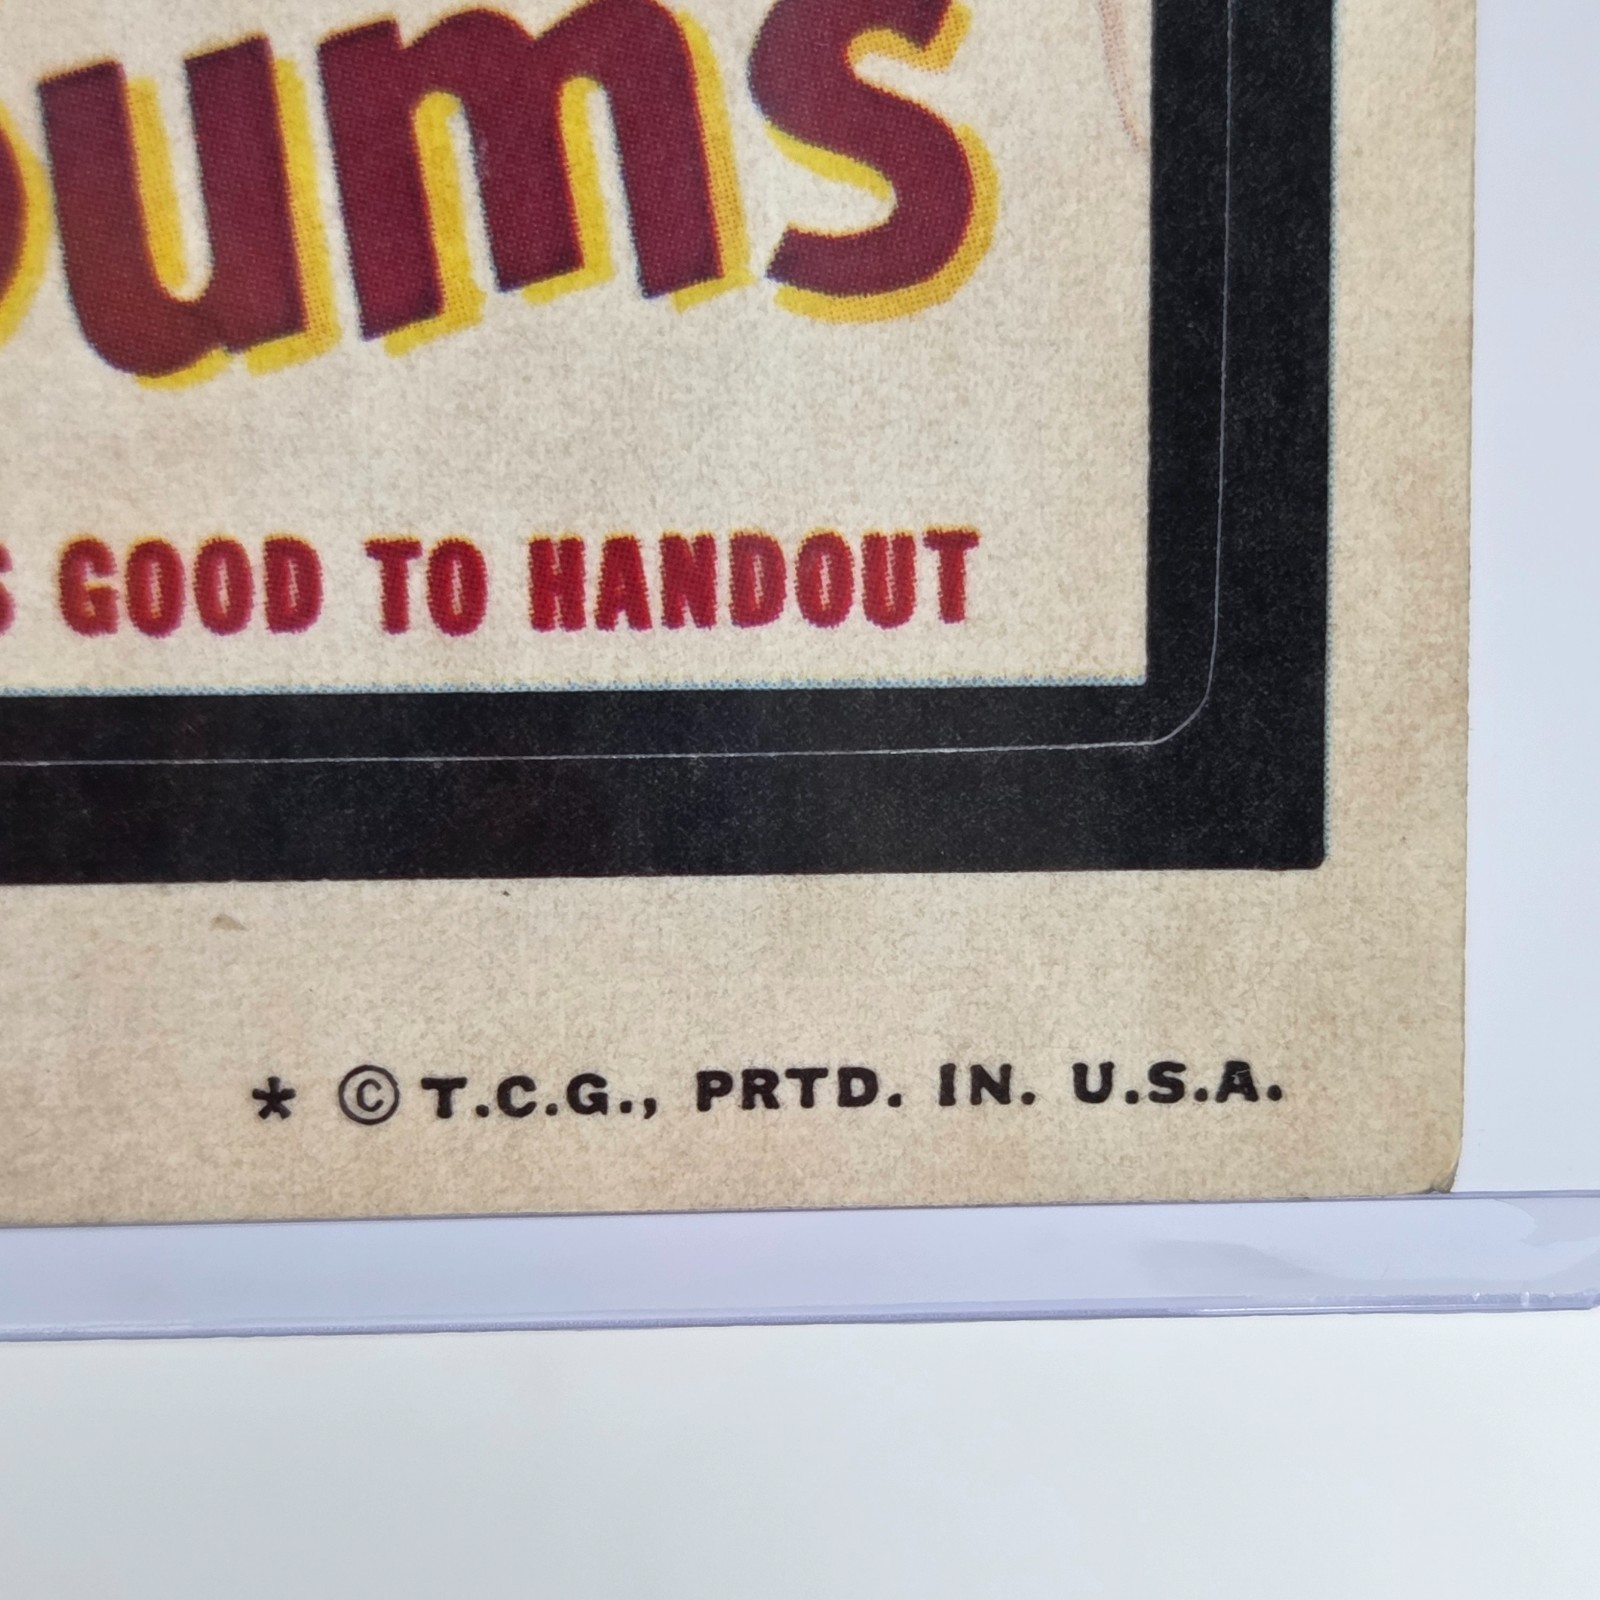 ums
GOOD TO HANDOUT
* © T.C.G., PRTD. IN. U.S.A.